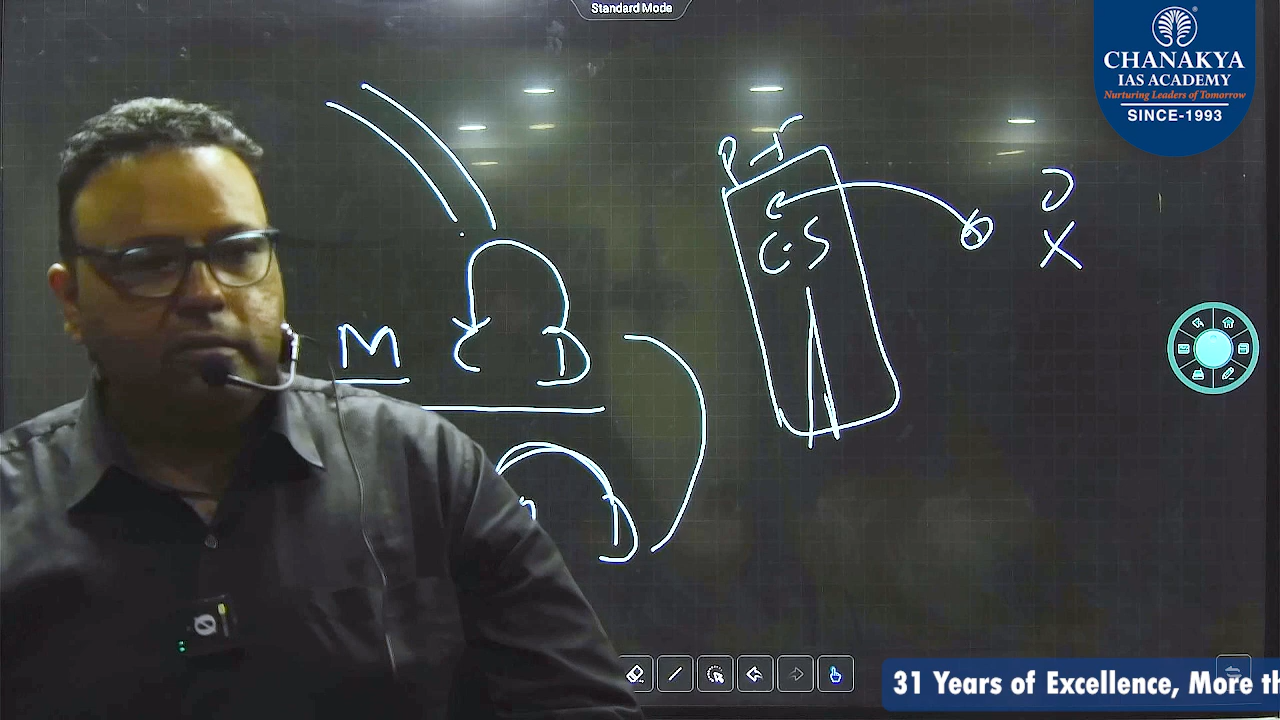 Standard Mode
CHANAKYA
IAS ACADEMY
Nurturing Leaders of Tomorrow
SINCE-1993
P
C.S
X
M C D
D
31 Years of Excellence, More th